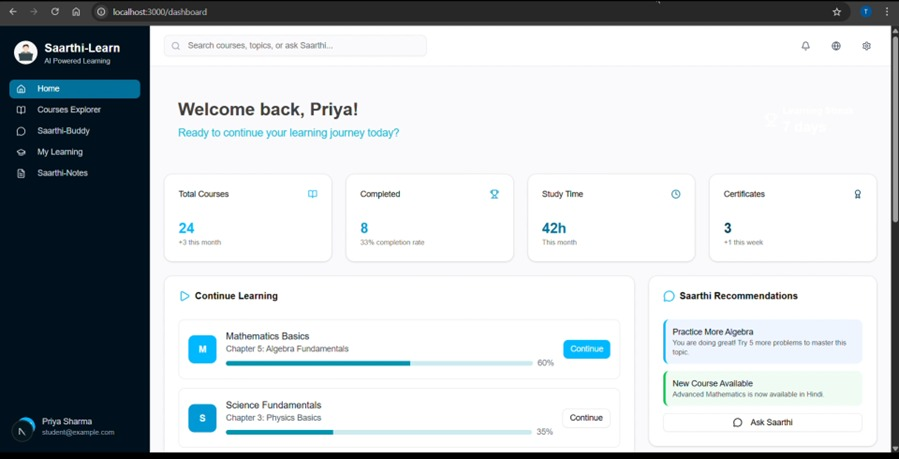 localhost:3000/dashboard
T
Saarthi-Learn
AI Powered Learning
Home
Courses Explorer
Saarthi-Buddy
My Learning
Saarthi-Notes
Priya Sharma
student@example.com
N
Search courses, topics, or ask Saarthi...
Welcome back, Priya!
Ready to continue your learning journey today?
7 days
Total Courses
24
+3 this month
Completed
8
33% completion rate
Study Time
42h
This month
Certificates
3
+1 this week
Continue Learning
M
Mathematics Basics
Chapter 5: Algebra Fundamentals
60%
Continue
S
Science Fundamentals
Chapter 3: Physics Basics
35%
Continue
Saarthi Recommendations
Practice More Algebra
You are doing great! Try 5 more problems to master this
topic.
New Course Available
Advanced Mathematics is now available in Hindi.
Ask Saarthi